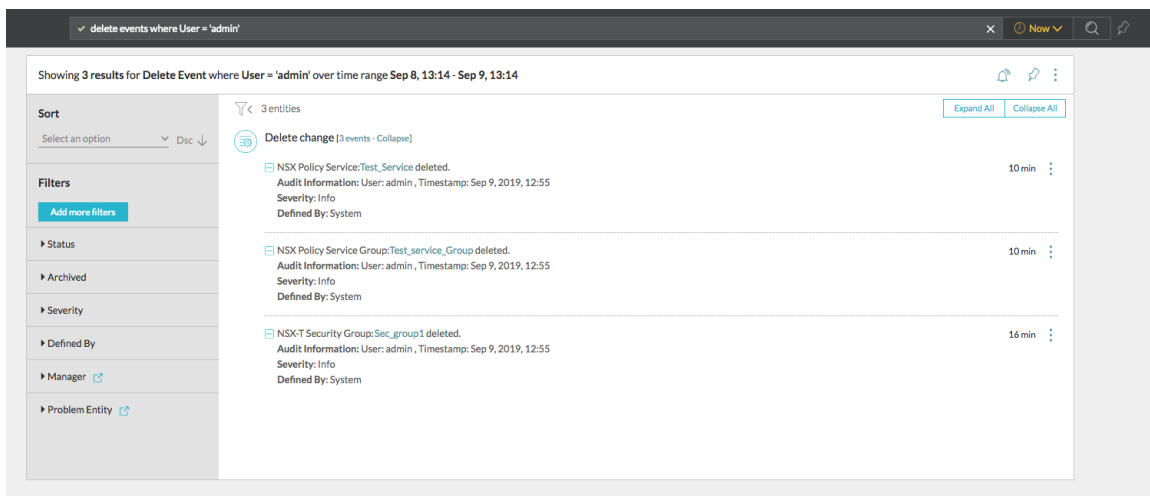 delete events where User = 'admin'
Now
Showing 3 results for Delete Event where User = 'admin' over time range Sep 8, 13:14 - Sep 9, 13:14
Sort
Select an option
Dsc
Filters
Add more filters
Status
Archived
Severity
Defined By
Manager
Problem Entity
3 entities
Expand All
Collapse All
Delete change [3 events - Collapse]
NSX Policy Service:Test_Service deleted.
10 min
Audit Information: User: admin , Timestamp: Sep 9, 2019, 12:55
Severity: Info
Defined By: System
NSX Policy Service Group:Test_service_Group deleted.
10 min
Audit Information: User: admin , Timestamp: Sep 9, 2019, 12:55
Severity: Info
Defined By: System
NSX-T Security Group:Sec_group1 deleted.
16 min
Audit Information: User: admin , Timestamp: Sep 9, 2019, 12:55
Severity: Info
Defined By: System